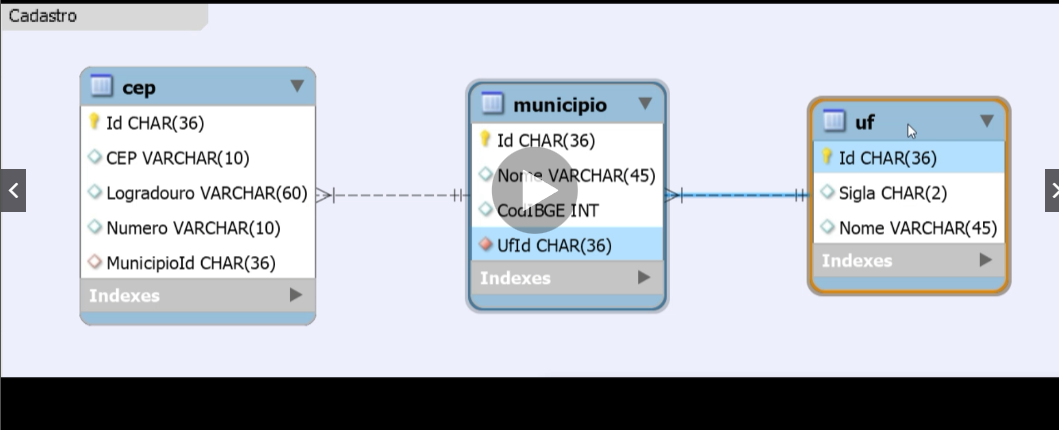 Cadastro
cep
Id CHAR(36)
CEP VARCHAR(10)
Logradouro VARCHAR(60)
Numero VARCHAR(10)
MunicipioId CHAR(36)
Indexes
municipio
Id CHAR(36)
Nome VARCHAR(45)
CodIBGE INT
UfId CHAR(36)
Indexes
uf
Id CHAR(36)
Sigla CHAR(2)
Nome VARCHAR(45)
Indexes